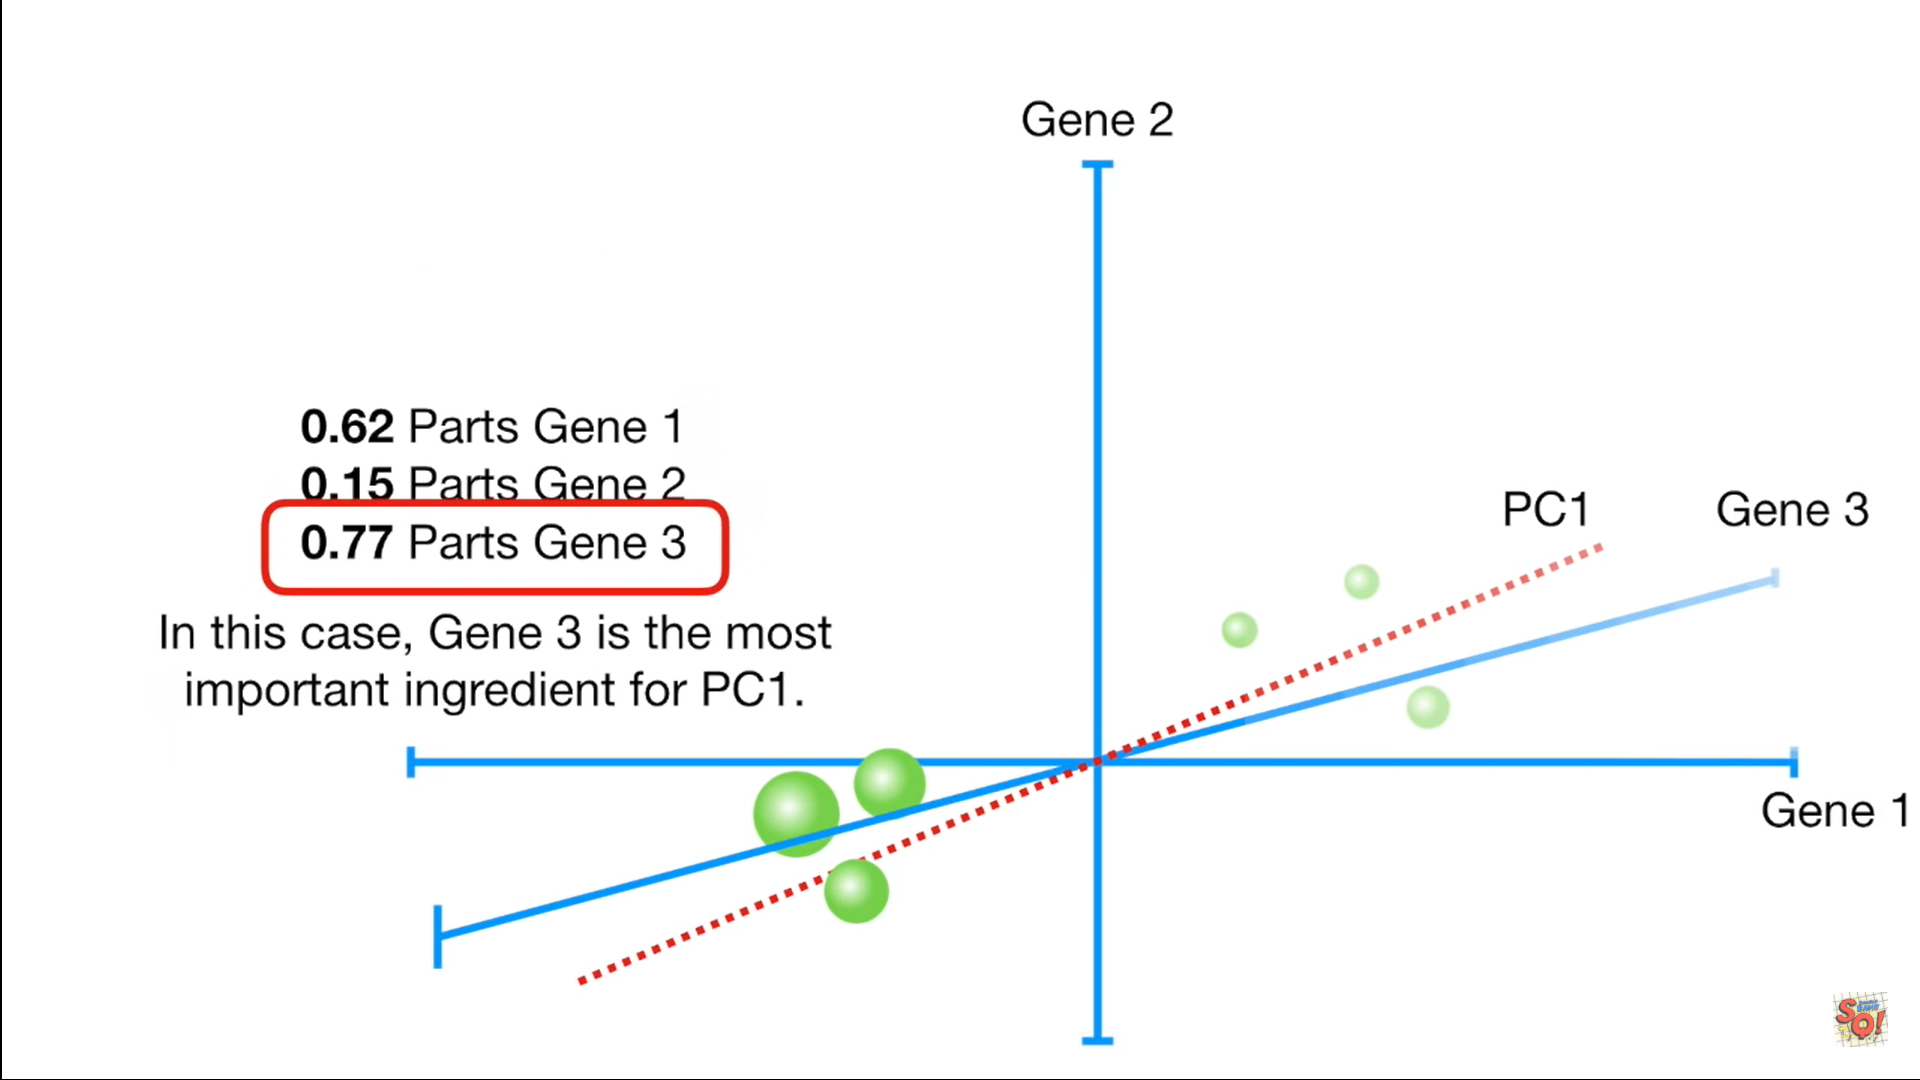 Gene 2
0.62 Parts Gene 1
0.15 Parts Gene 2
0.77 Parts Gene 3
In this case, Gene 3 is the most
important ingredient for PC1.
PC1
Gene 3
Gene 1
SQ!